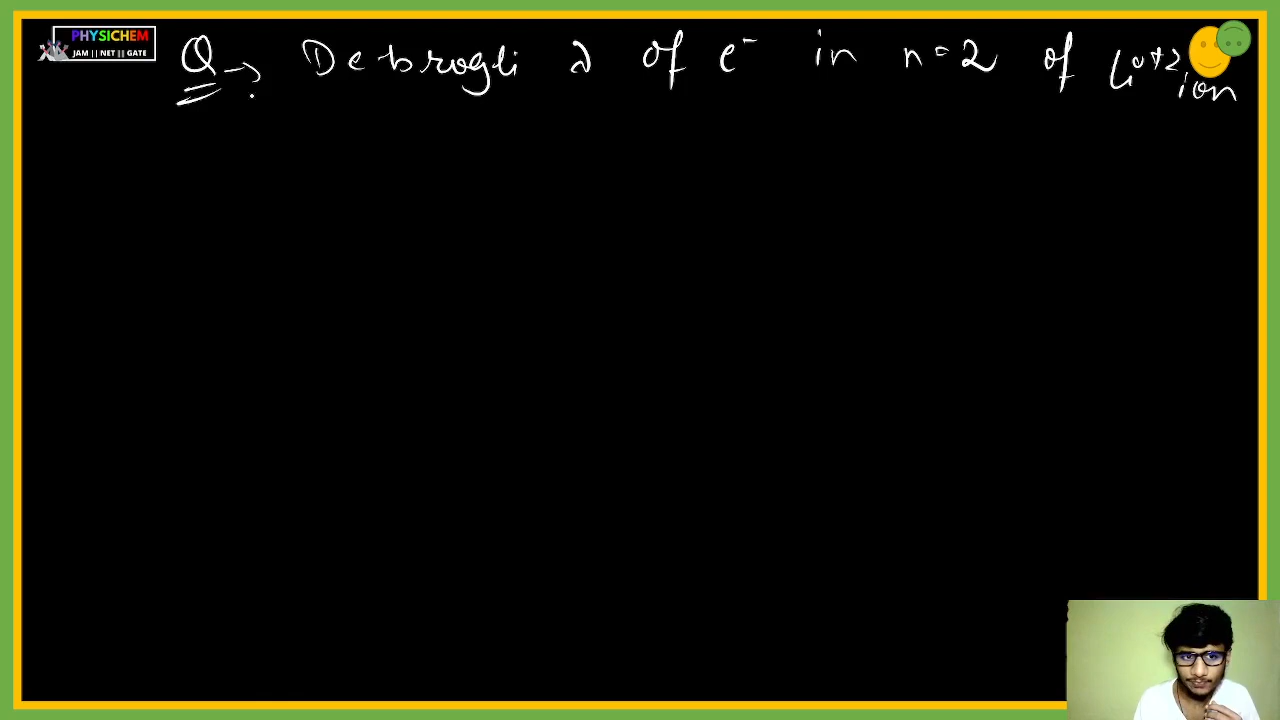 PHYSICHEM
JAM || NET || GATE
Q → Debrogli λ of e⁻ in n=2 of Li⁺² ion